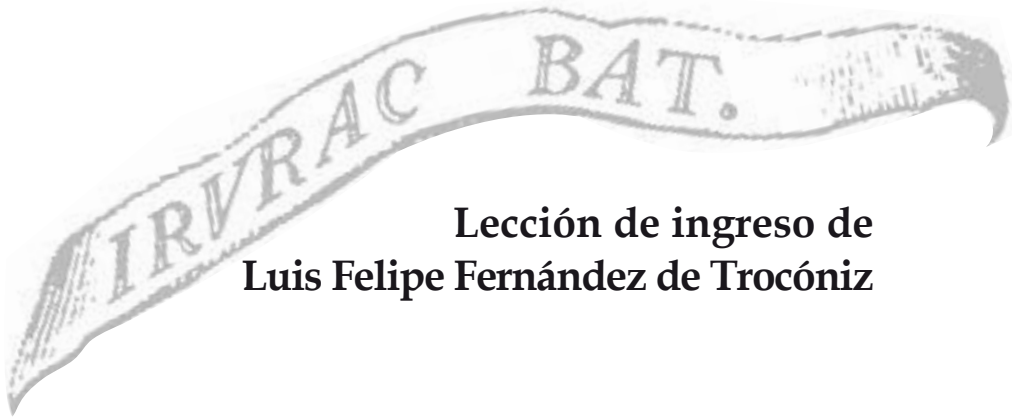 IRVRAC BAT.
Lección de ingreso de
Luis Felipe Fernández de Trocóniz